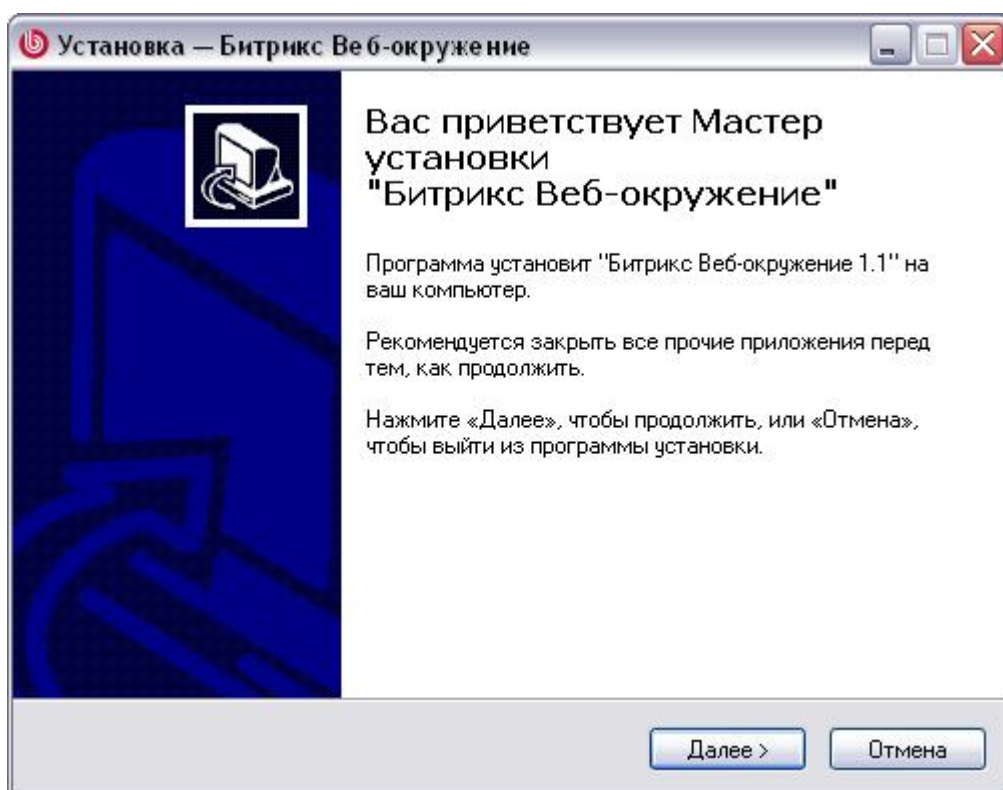 Установка — Битрикс Веб-окружение
Вас приветствует Мастер
установки
"Битрикс Веб-окружение"
Программа установит "Битрикс Веб-окружение 1.1" на
ваш компьютер.
Рекомендуется закрыть все прочие приложения перед
тем, как продолжить.
Нажмите «Далее», чтобы продолжить, или «Отмена»,
чтобы выйти из программы установки.
Далее >
Отмена